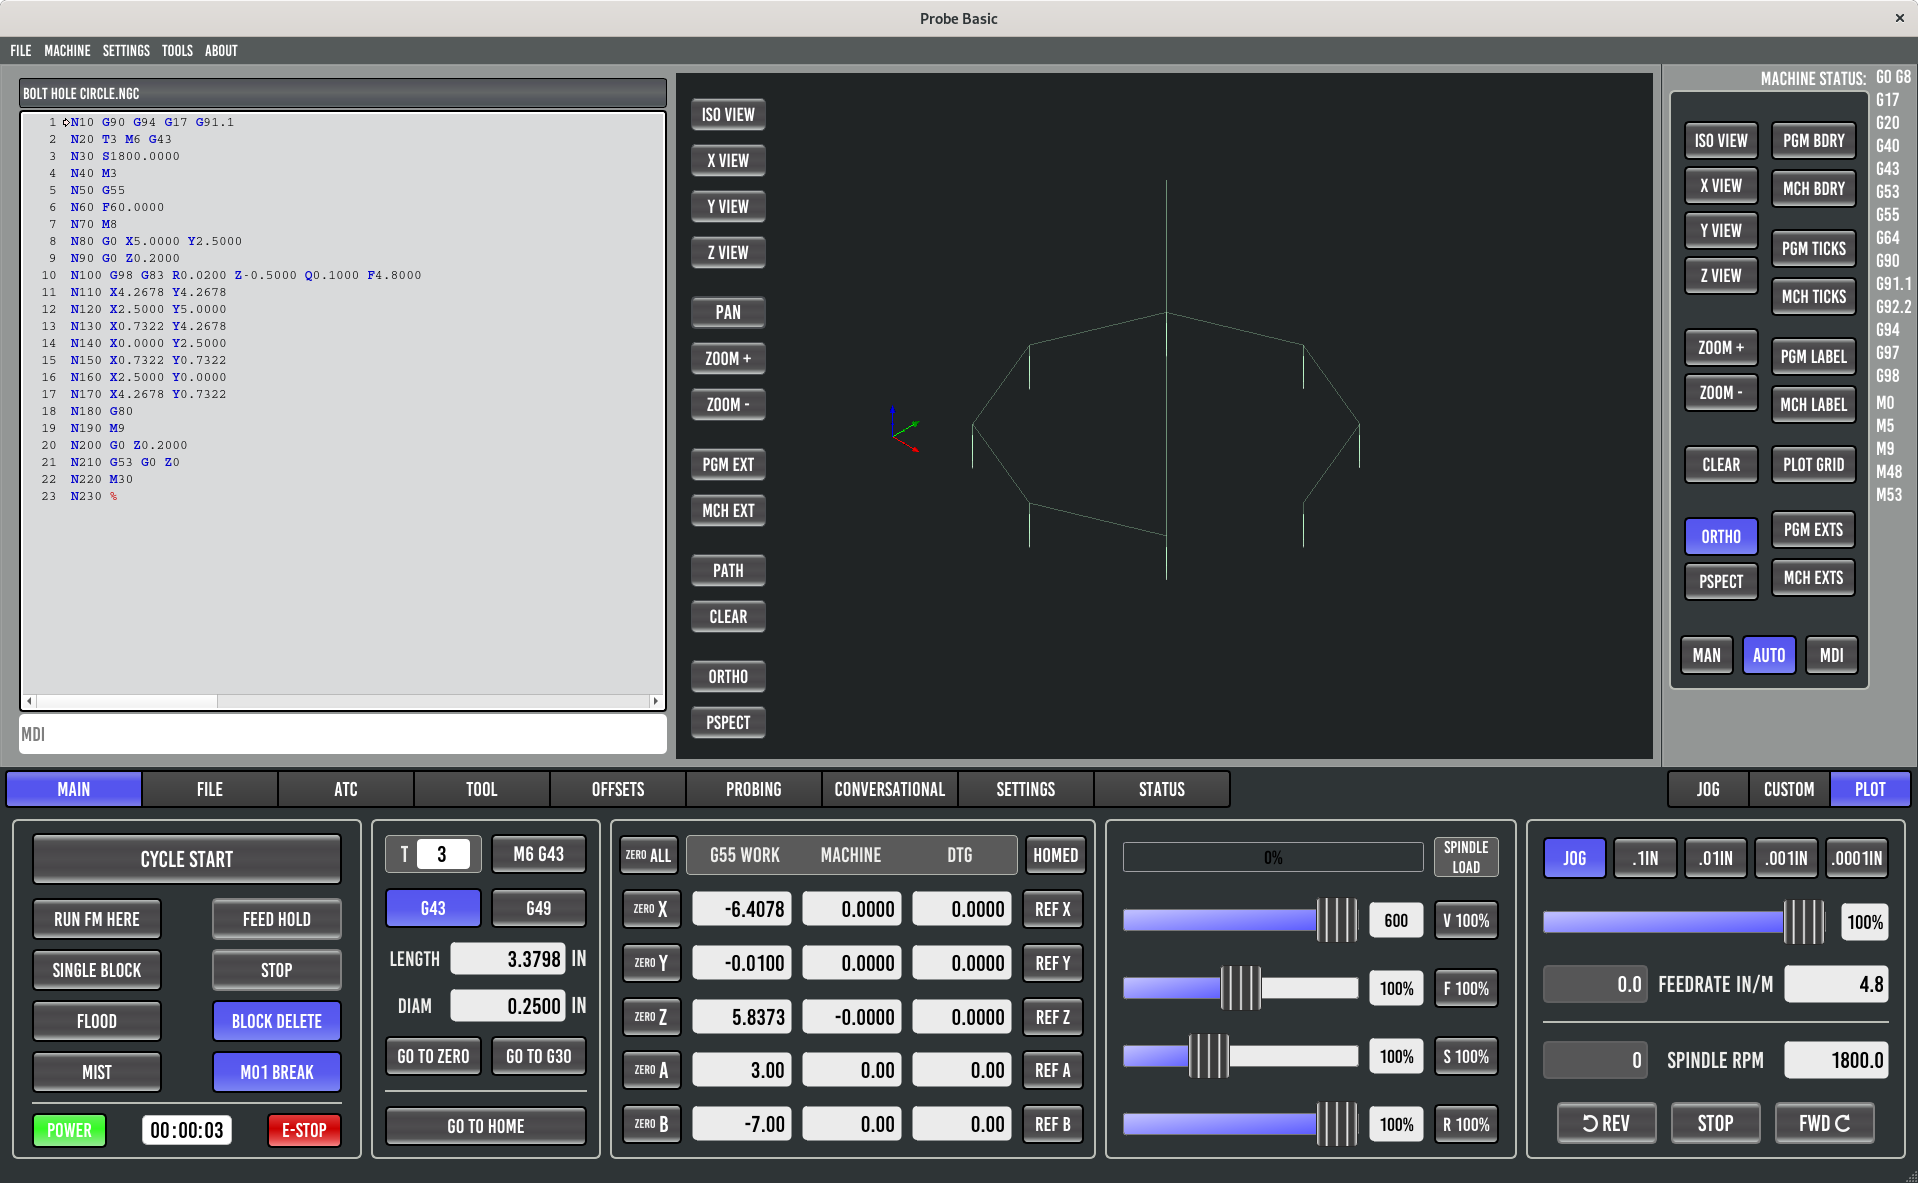 Probe Basic
FILE MACHINE SETTINGS TOOLS ABOUT
BOLT HOLE CIRCLE.NGC
1 N10 G90 G94 G17 G91.1
2 N20 T3 M6 G43
3 N30 S1800.0000
4 N40 M3
5 N50 G55
6 N60 F60.0000
7 N70 M8
8 N80 G0 X5.0000 Y2.5000
9 N90 G0 Z0.2000
10 N100 G98 G83 R0.0200 Z-0.5000 Q0.1000 F4.8000
11 N110 X4.2678 Y4.2678
12 N120 X2.5000 Y5.0000
13 N130 X0.7322 Y4.2678
14 N140 X0.0000 Y2.5000
15 N150 X0.7322 Y0.7322
16 N160 X2.5000 Y0.0000
17 N170 X4.2678 Y0.7322
18 N180 G80
19 N190 M9
20 N200 G0 Z0.2000
21 N210 G53 G0 Z0
22 N220 M30
23 N230 %
MDI
ISO VIEW
X VIEW
Y VIEW
Z VIEW
PAN
ZOOM +
ZOOM -
PGM EXT
MCH EXT
PATH
CLEAR
ORTHO
PSPECT
MACHINE STATUS:
ISO VIEW PGM BDRY
X VIEW MCH BDRY
Y VIEW PGM TICKS
Z VIEW MCH TICKS
ZOOM + PGM LABEL
ZOOM - MCH LABEL
CLEAR PLOT GRID
ORTHO PGM EXTS
PSPECT MCH EXTS
MAN AUTO MDI
G0 G8
G17
G20
G40
G43
G53
G55
G64
G90
G91.1
G92.2
G94
G97
G98
M0
M5
M9
M48
M53
MAIN FILE ATC TOOL OFFSETS PROBING CONVERSATIONAL SETTINGS STATUS
JOG CUSTOM PLOT
CYCLE START
RUN FM HERE FEED HOLD
SINGLE BLOCK STOP
FLOOD BLOCK DELETE
MIST M01 BREAK
POWER 00:00:03 E-STOP
T 3 M6 G43
G43 G49
LENGTH 3.3798 IN
DIAM 0.2500 IN
GO TO ZERO GO TO G30
GO TO HOME
ZERO ALL G55 WORK MACHINE DTG HOMED
ZERO X -6.4078 0.0000 0.0000 REF X
ZERO Y -0.0100 0.0000 0.0000 REF Y
ZERO Z 5.8373 -0.0000 0.0000 REF Z
ZERO A 3.00 0.00 0.00 REF A
ZERO B -7.00 0.00 0.00 REF B
0% SPINDLE LOAD
600 V 100%
100% F 100%
100% S 100%
100% R 100%
JOG .1IN .01IN .001IN .0001IN
100%
0.0 FEEDRATE IN/M 4.8
0 SPINDLE RPM 1800.0
REV STOP FWD